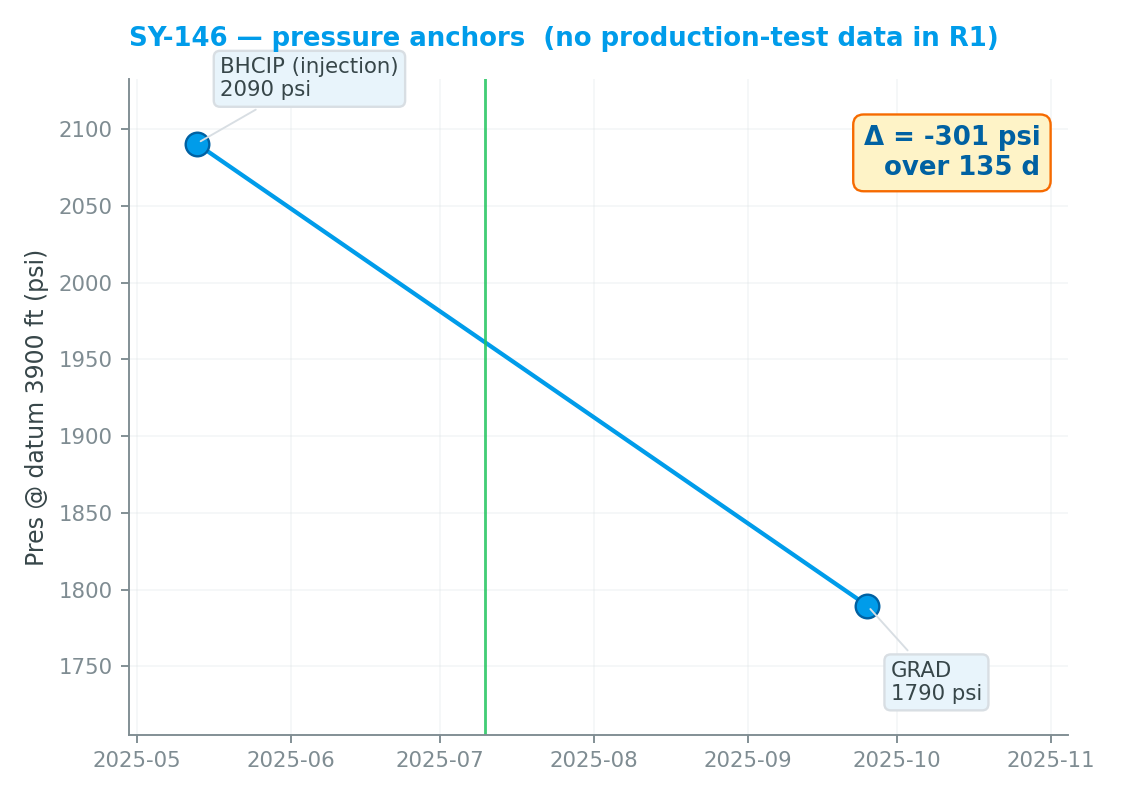 SY-146 — pressure anchors  (no production-test data in R1)
BHCIP (injection)
2090 psi
Δ = -301 psi
over 135 d
Pres @ datum 3900 ft (psi)
2100
2050
2000
1950
1900
1850
1800
1750
GRAD
1790 psi
2025-05
2025-06
2025-07
2025-08
2025-09
2025-10
2025-11